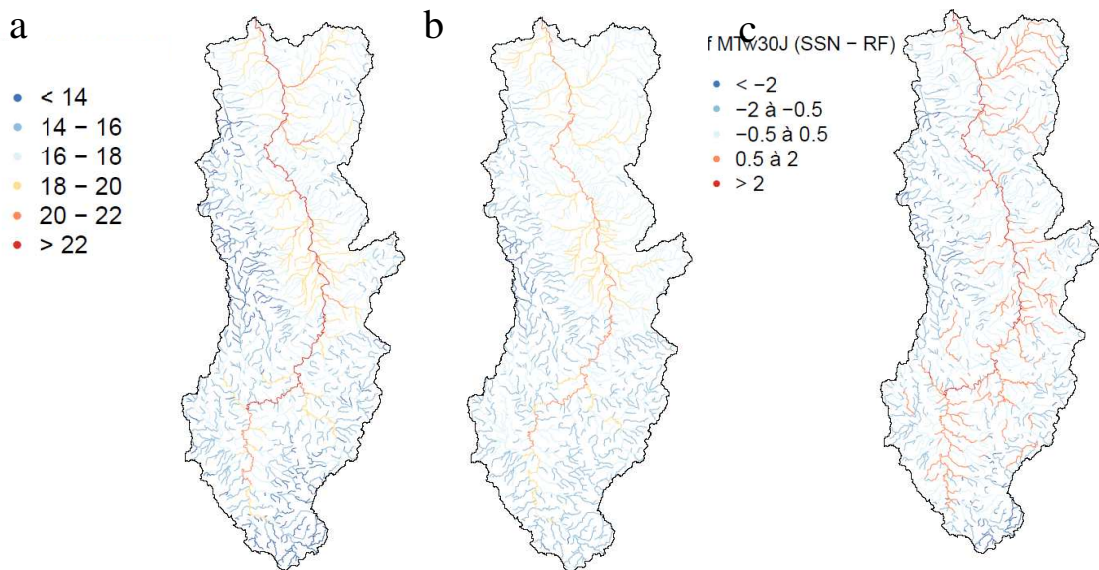 a
b
c
< 14
14 − 16
16 − 18
18 − 20
20 − 22
> 22
f MTw30J (SSN − RF)
< −2
−2 à −0.5
−0.5 à 0.5
0.5 à 2
> 2